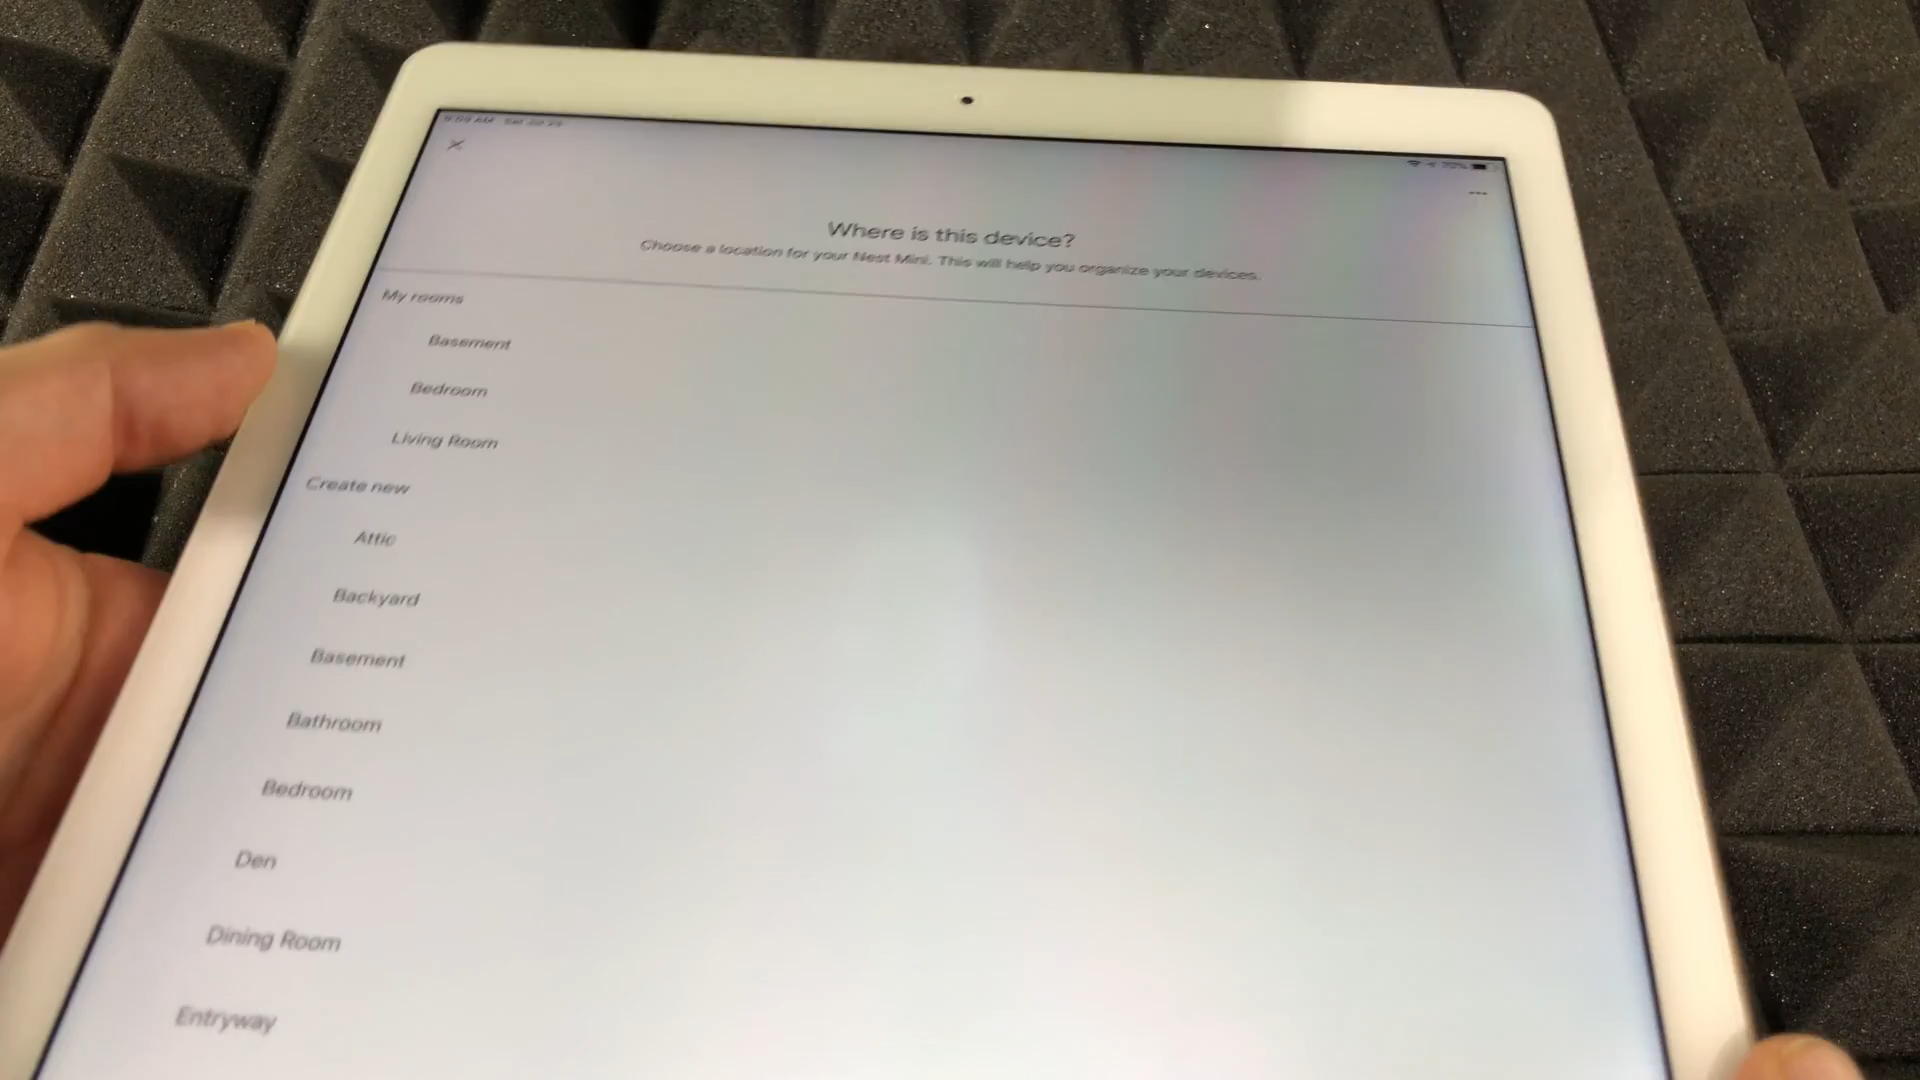 Where is this device?
Choose a location for your Nest Mini. This will help you organize your devices.
My rooms
Basement
Bedroom
Living Room
Create new
Attic
Backyard
Basement
Bathroom
Bedroom
Den
Dining Room
Entryway